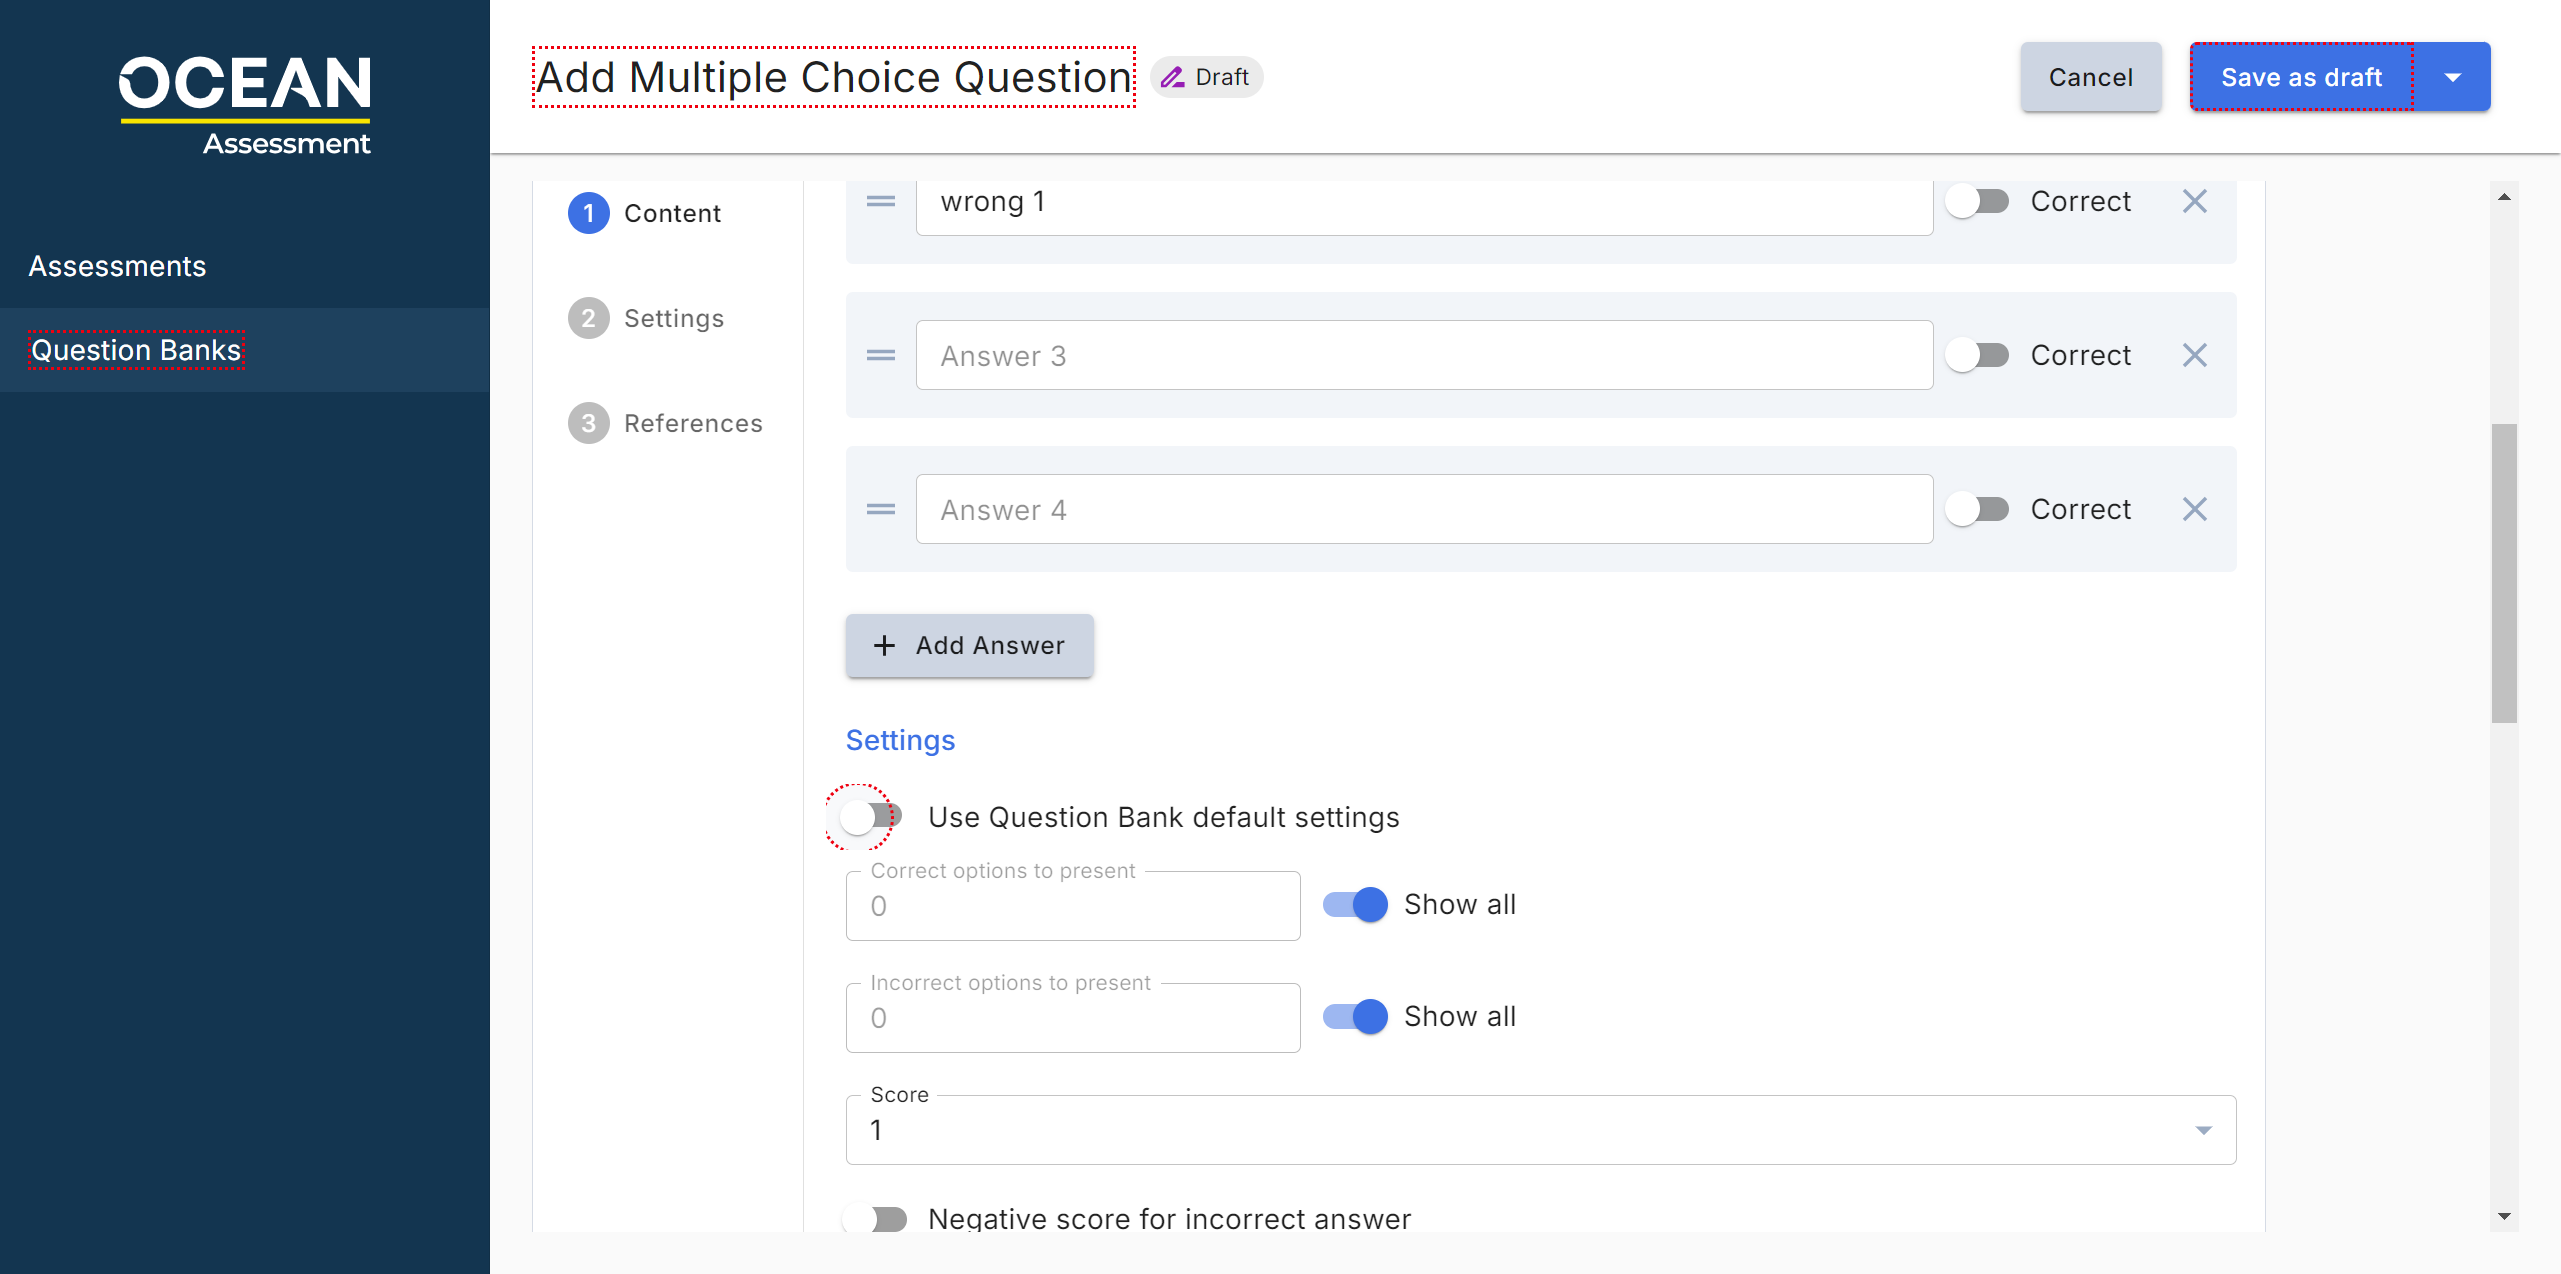 OCEAN
Assessment
Assessments
Question Banks
Add Multiple Choice Question
Draft
Cancel
Save as draft
1 Content
2 Settings
3 References
wrong 1
Correct
Answer 3
Correct
Answer 4
Correct
+ Add Answer
Settings
Use Question Bank default settings
Correct options to present
0
Show all
Incorrect options to present
0
Show all
Score
1
Negative score for incorrect answer